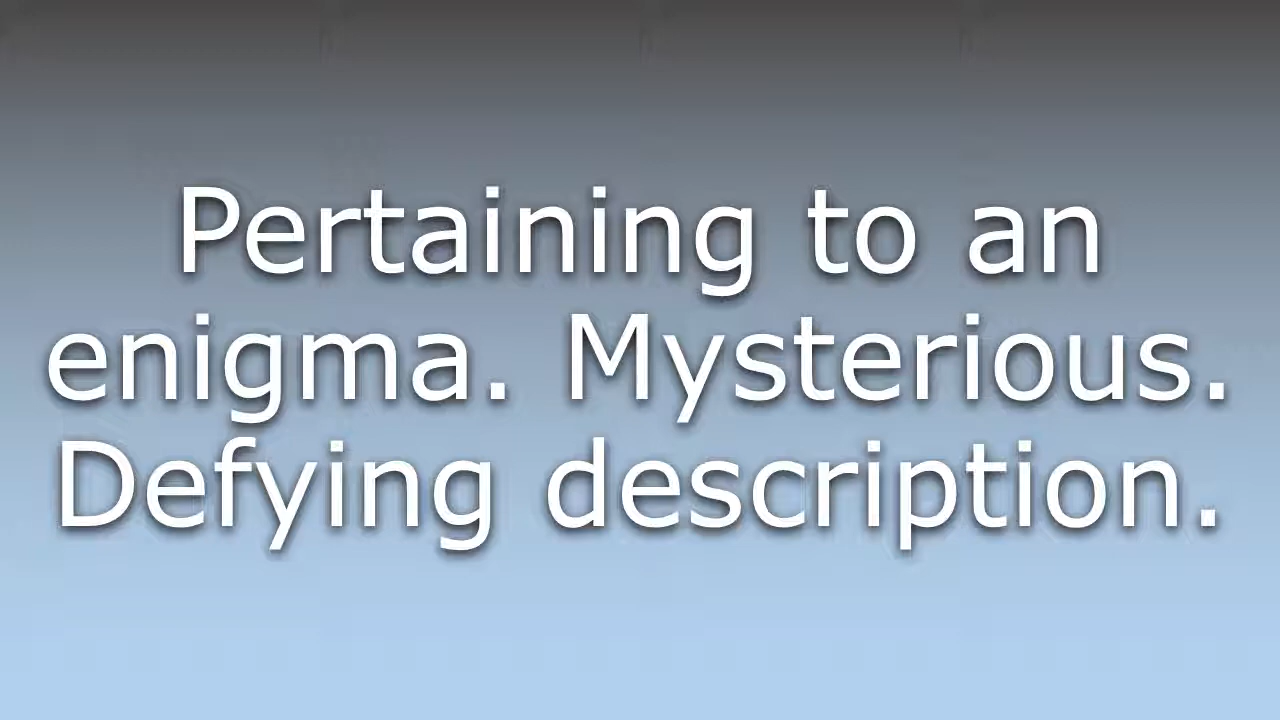 Pertaining to an
enigma. Mysterious.
Defying description.